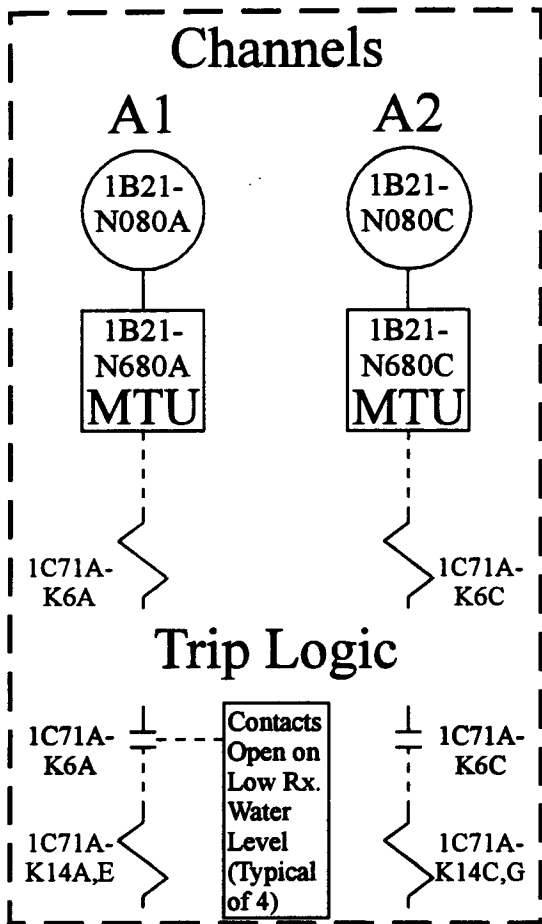 Channels
A1
A2
1B21-
N080A
1B21-
N080C
1B21-
N680A
MTU
1B21-
N680C
MTU
1C71A-
K6A
1C71A-
K6C
Trip Logic
1C71A-
K6A
Contacts
Open on
Low Rx.
Water
Level
(Typical
of 4)
1C71A-
K6C
1C71A-
K14A,E
1C71A-
K14C,G